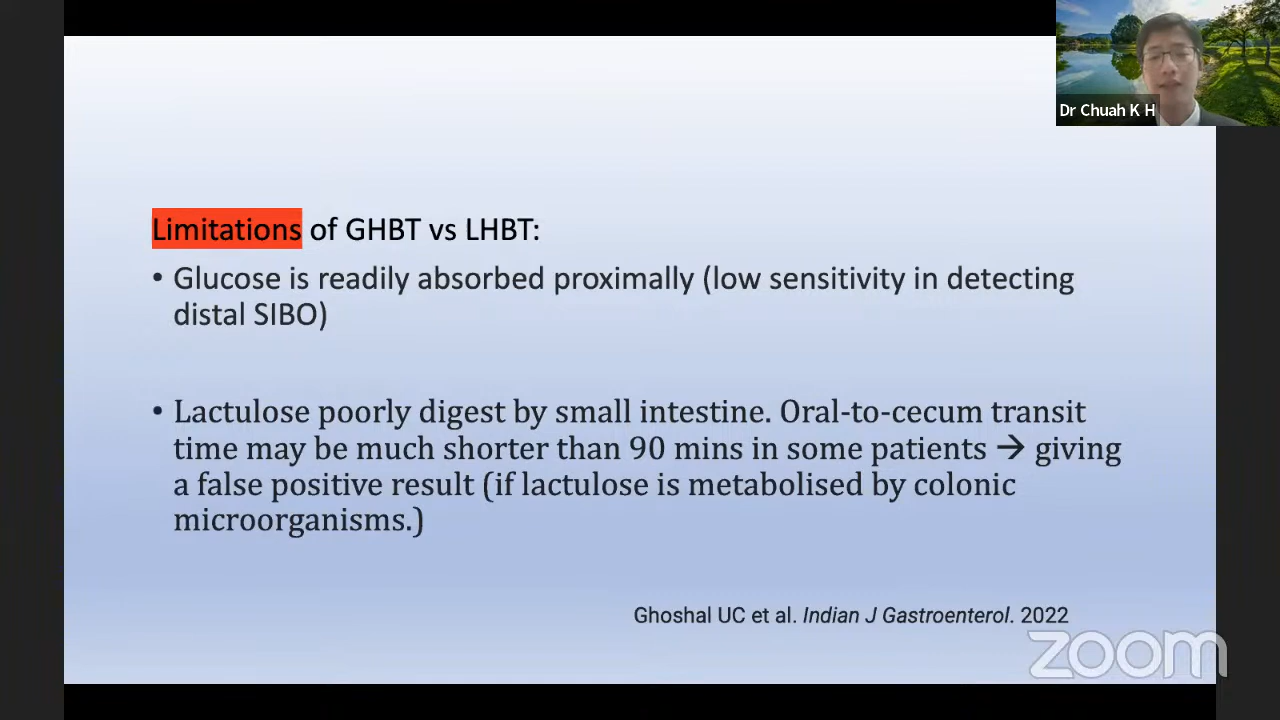 Dr Chuah K H
Limitations of GHBT vs LHBT:
• Glucose is readily absorbed proximally (low sensitivity in detecting
distal SIBO)
• Lactulose poorly digest by small intestine. Oral-to-cecum transit
time may be much shorter than 90 mins in some patients → giving
a false positive result (if lactulose is metabolised by colonic
microorganisms.)
Ghoshal UC et al. Indian J Gastroenterol. 2022
zoom